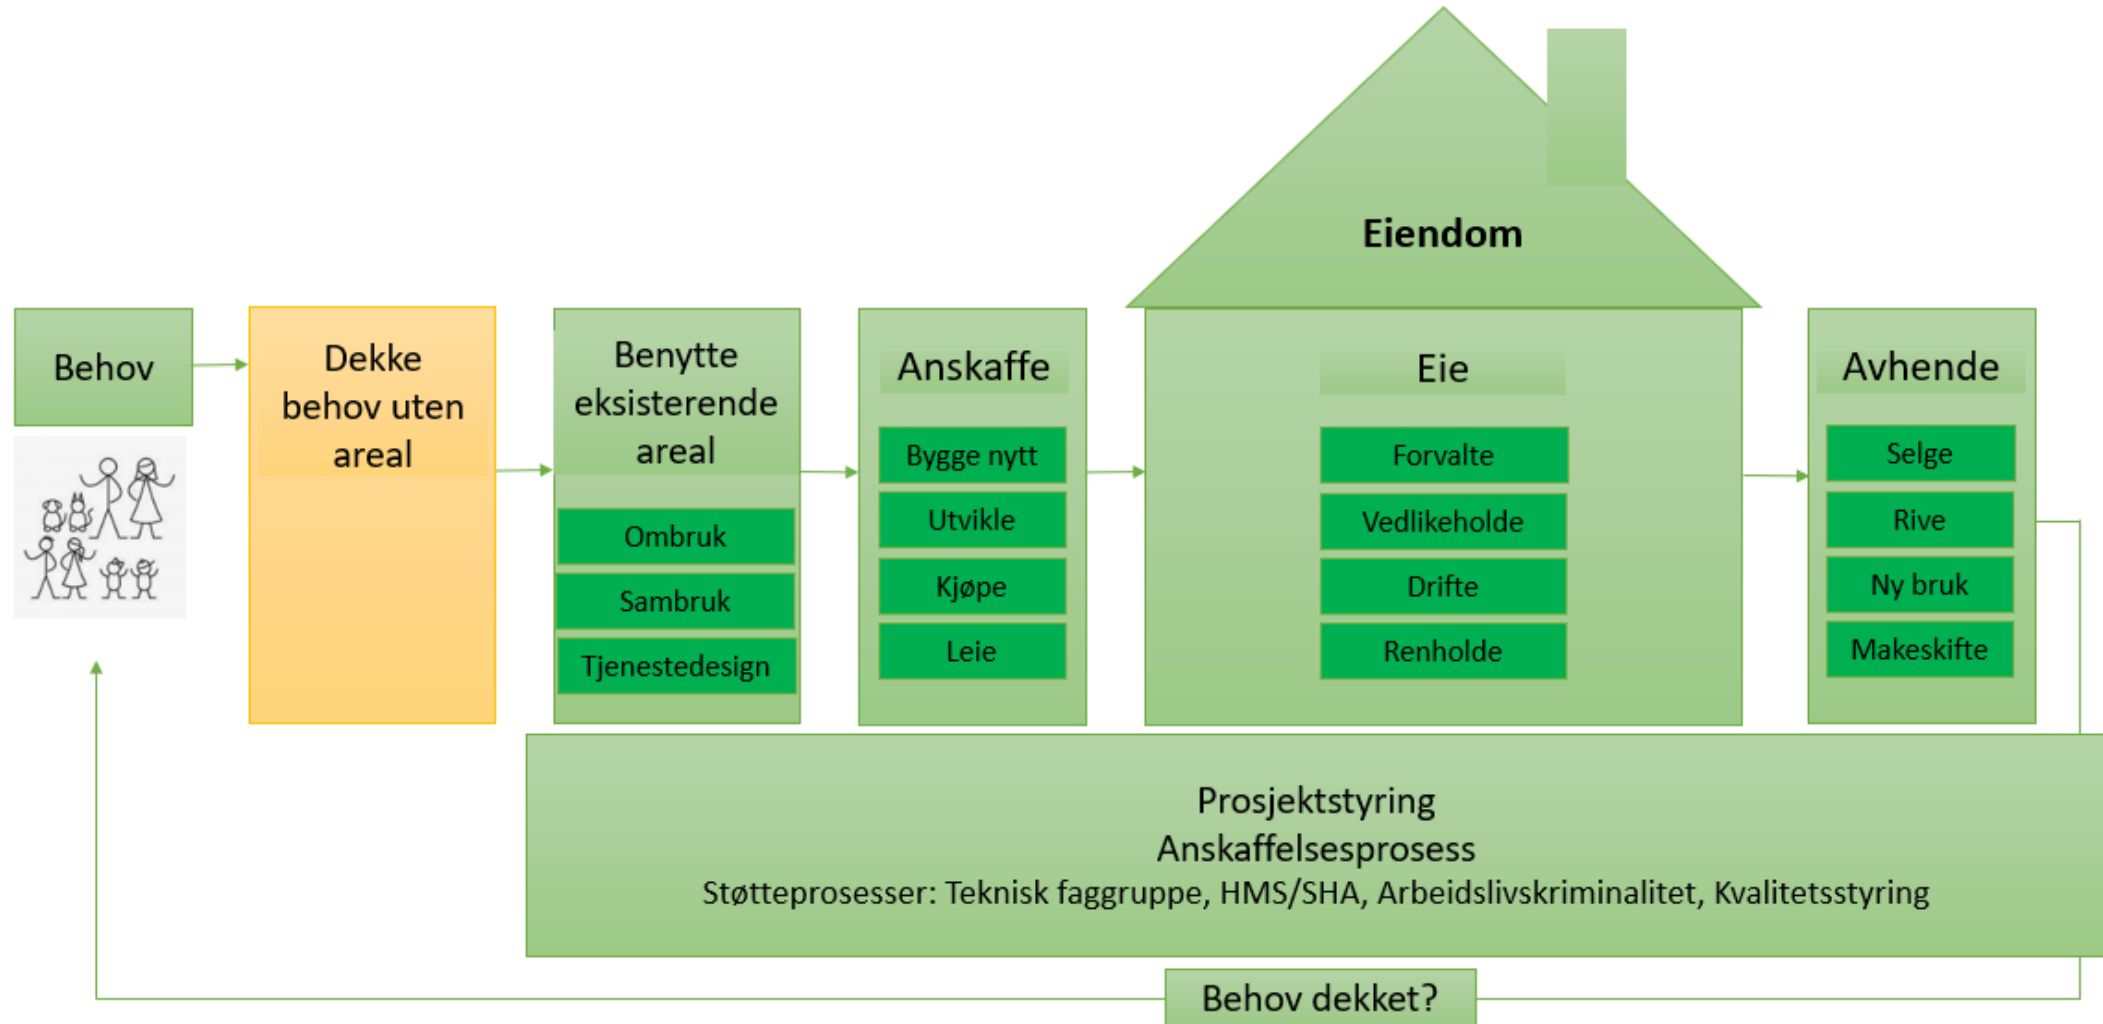 Eiendom
Behov
Dekke
behov uten
areal
Benytte
eksisterende
areal
Ombruk
Sambruk
Tjenestedesign
Anskaffe
Bygge nytt
Utvikle
Kjøpe
Leie
Eie
Forvalte
Vedlikeholde
Drifte
Renholde
Avhende
Selge
Rive
Ny bruk
Makeskifte
Prosjektstyring
Anskaffelsesprosess
Støtteprosesser: Teknisk faggruppe, HMS/SHA, Arbeidslivskriminalitet, Kvalitetsstyring
Behov dekket?